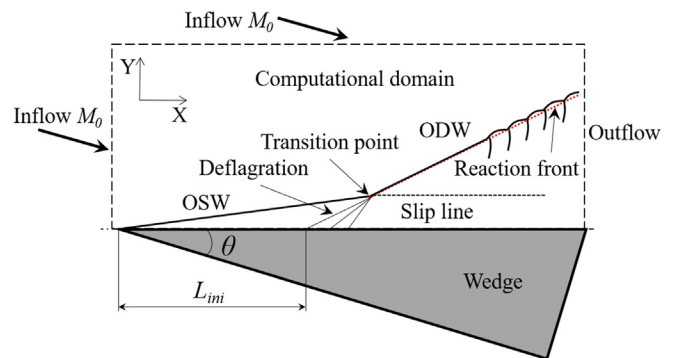 Inflow M0
Y
X
Computational domain
Inflow M0
Transition point
ODW
Outflow
Deflagration
Reaction front
OSW
Slip line
θ
Wedge
Lini